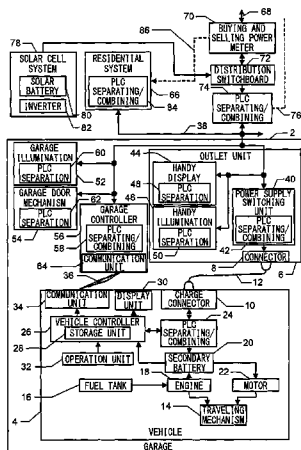 86
70
68
78
BUYING AND
SELLING POWER
METER
SOLAR CELL
SYSTEM
SOLAR
BATTERY
INVERTER
80
82
RESIDENTIAL
SYSTEM
PLC
SEPARATING/
COMBINING
66
84
72
DISTRIBUTION
SWITCHBOARD
74
PLC
SEPARATING/
COMBINING
76
38
2
GARAGE
ILLUMINATION
PLC
SEPARATION
60
52
GARAGE DOOR
MECHANISM
PLC
SEPARATION
62
54
46
GARAGE
CONTROLLER
PLC
SEPARATING/
COMBINING
56
58
COMMUNICATION
UNIT
64
36
OUTLET UNIT
44
HANDY
DISPLAY
PLC
SEPARATION
48
HANDY
ILLUMINATION
PLC
SEPARATION
50
40
POWER SUPPLY
SWITCHING
UNIT
PLC
SEPARATING/
COMBINING
42
CONNECTOR
8
6
12
30
34
COMMUNICATION
UNIT
DISPLAY
UNIT
CHARGE
CONNECTOR
10
24
26
VEHICLE CONTROLLER
STORAGE UNIT
28
PLC
SEPARATING/
COMBINING
20
32
OPERATION UNIT
SECONDARY
BATTERY
18
22
16
FUEL TANK
ENGINE
MOTOR
14
TRAVELING
MECHANISM
4
VEHICLE
GARAGE